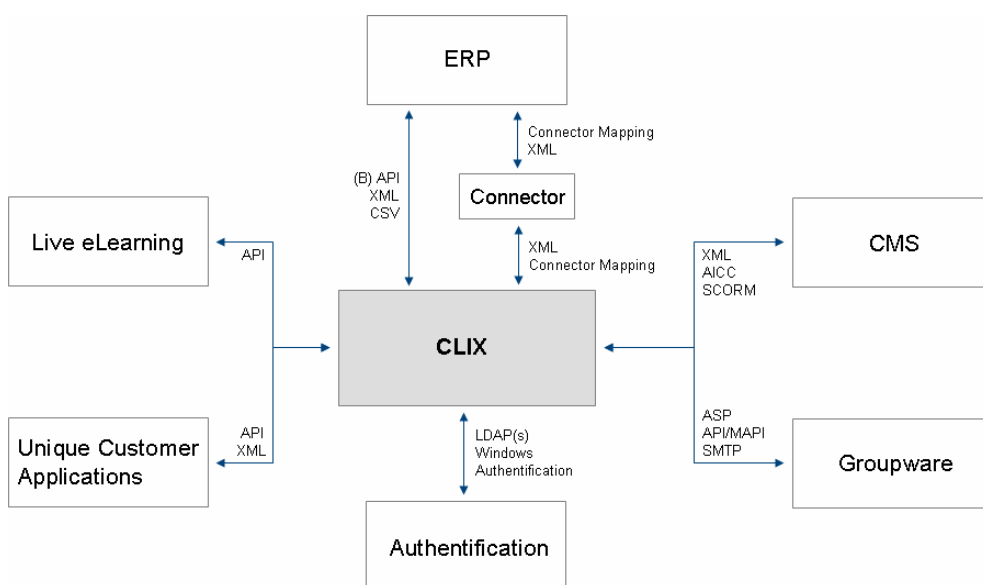 ERP
Connector Mapping
XML
(B) API
XML
CSV
Connector
XML
Connector Mapping
Live eLearning
API
CMS
XML
AICC
SCORM
CLIX
Unique Customer
Applications
API
XML
LDAP(s)
Windows
Authentification
ASP
API/MAPI
SMTP
Groupware
Authentification